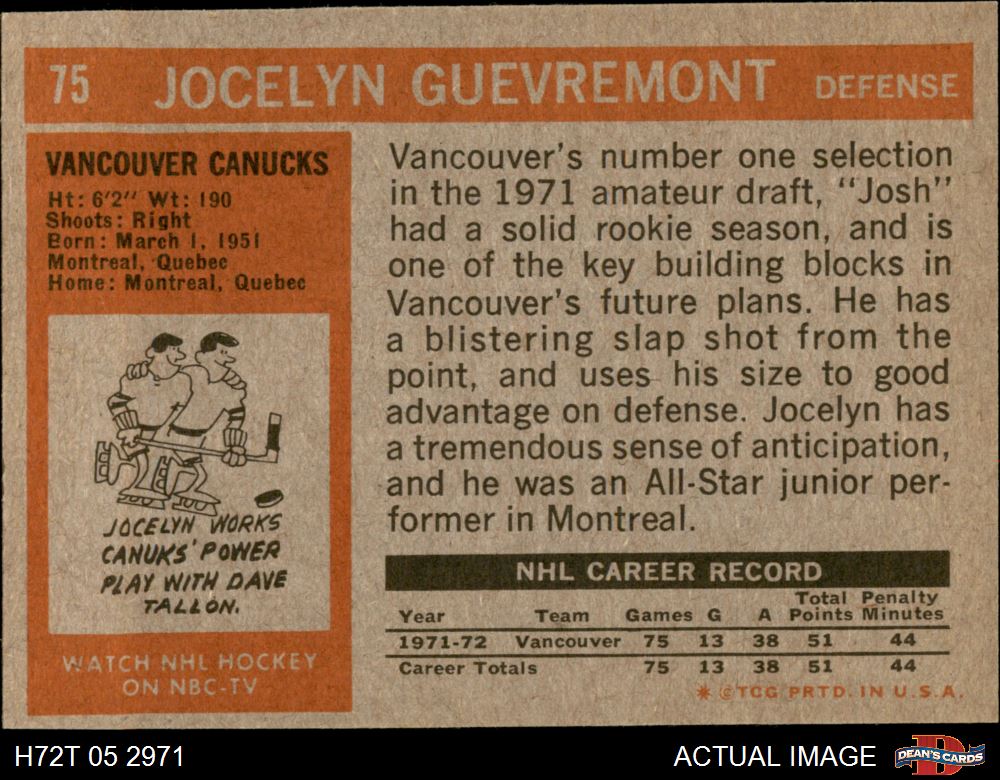 75 JOCELYN GUEVREMONT DEFENSE
VANCOUVER CANUCKS
Ht: 6'2" Wt: 190
Shoots: Right
Born: March 1, 1951
Montreal, Quebec
Home: Montreal, Quebec
JOCELYN WORKS
CANUKS' POWER
PLAY WITH DAVE
TALLON.
WATCH NHL HOCKEY
ON NBC-TV
Vancouver's number one selection
in the 1971 amateur draft, "Josh"
had a solid rookie season, and is
one of the key building blocks in
Vancouver's future plans. He has
a blistering slap shot from the
point, and uses his size to good
advantage on defense. Jocelyn has
a tremendous sense of anticipation,
and he was an All-Star junior per-
former in Montreal.
NHL CAREER RECORD
Year Team Games G A Total Points Penalty Minutes
1971-72 Vancouver 75 13 38 51 44
Career Totals 75 13 38 51 44
* ©TCG PRTD. IN U.S.A.
H72T 05 2971
ACTUAL IMAGE
DEAN'S CARDS